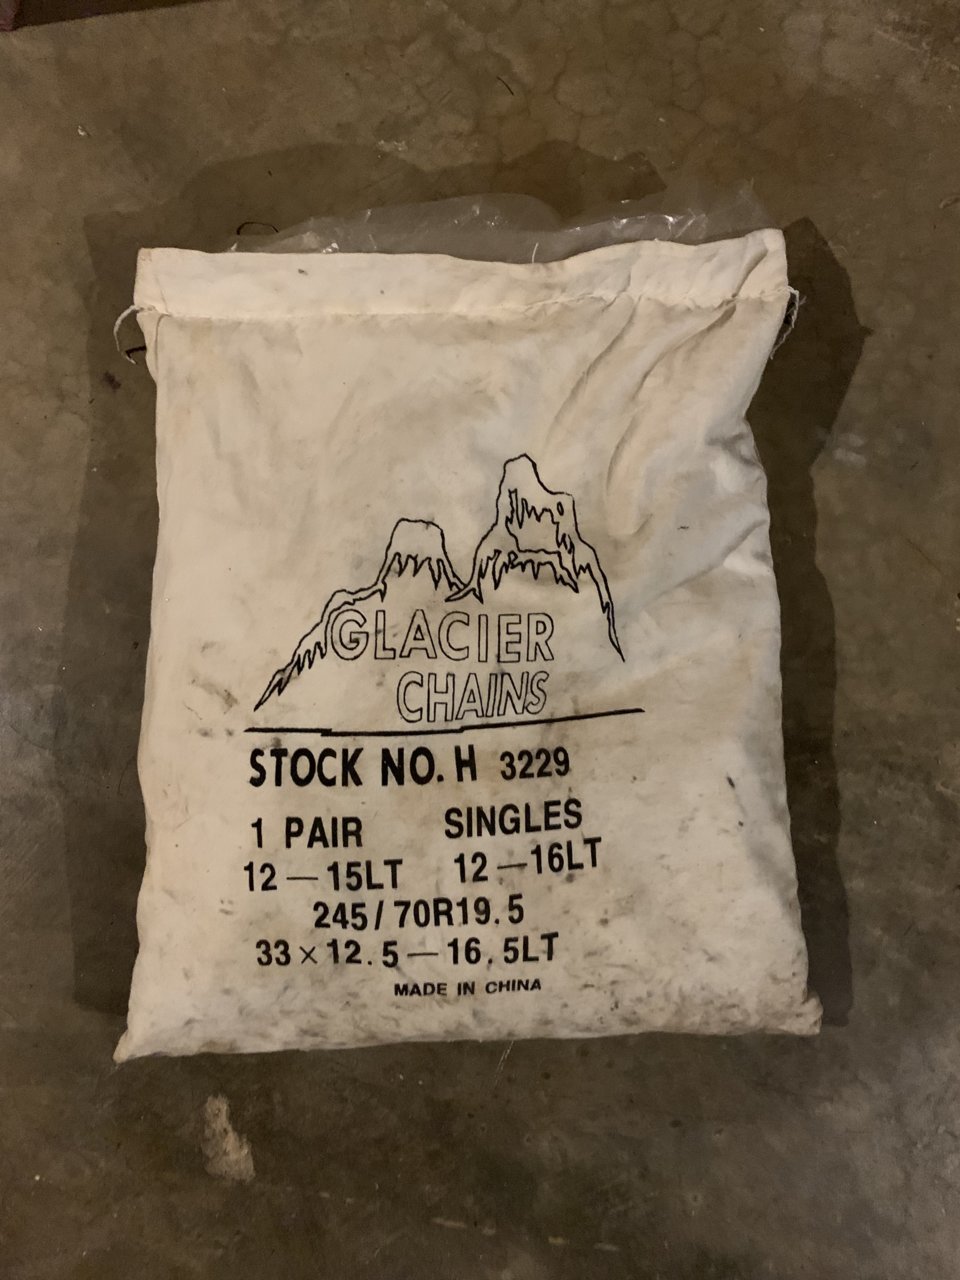 GLACIER
CHAINS
STOCK NO. H 3229
1 PAIR SINGLES
12 — 15LT 12 — 16LT
245/70R19.5
33 × 12.5 — 16.5LT
MADE IN CHINA